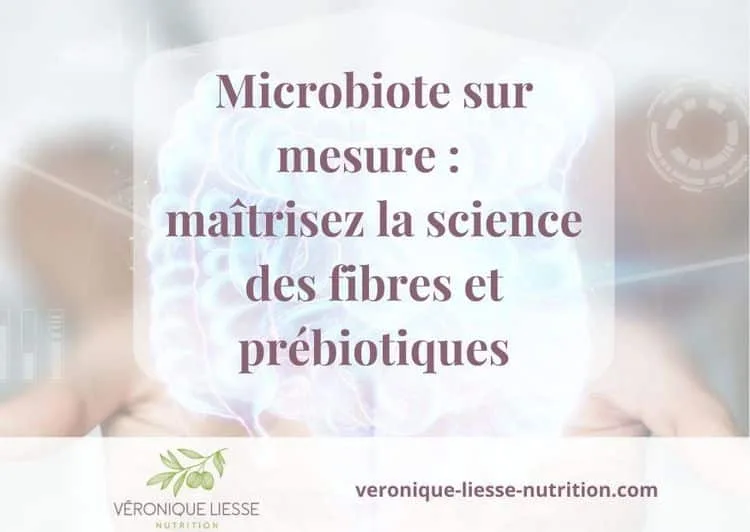 Microbiote sur
mesure :
maîtrisez la science
des fibres et
prébiotiques
VÉRONIQUE LIESSE
NUTRITION
veronique-liesse-nutrition.com